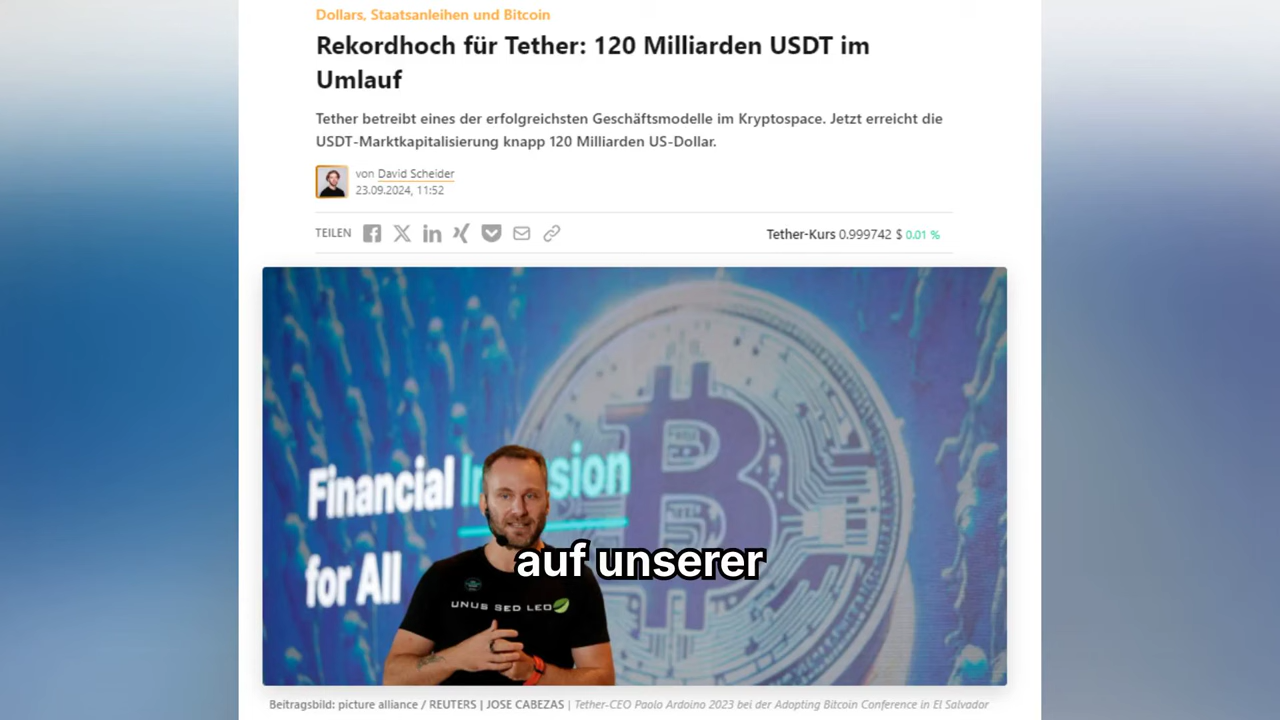 Dollars, Staatsanleihen und Bitcoin
Rekordhoch für Tether: 120 Milliarden USDT im
Umlauf
Tether betreibt eines der erfolgreichsten Geschäftsmodelle im Kryptospace. Jetzt erreicht die
USDT-Marktkapitalisierung knapp 120 Milliarden US-Dollar.
von David Scheider
23.09.2024, 11:52
TEILEN
Tether-Kurs 0.999742 $ 0.01 %
Financial
sion
for All
auf unserer
UNUS SED LEO
Beitragsbild: picture alliance / REUTERS | JOSE CABEZAS | Tether-CEO Paolo Ardoino 2023 bei der Adopting Bitcoin Conference in El Salvador